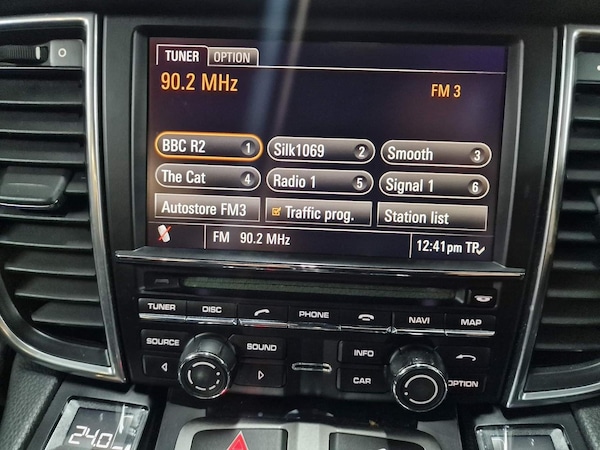 TUNER OPTION
90.2 MHz
FM 3
BBC R2 1 Silk1069 2 Smooth 3
The Cat 4 Radio 1 5 Signal 1 6
Autostore FM3 Traffic prog. Station list
FM 90.2 MHz 12:41pm TP
TUNER DISC PHONE NAVI MAP
SOURCE SOUND INFO
CAR OPTION
24.0